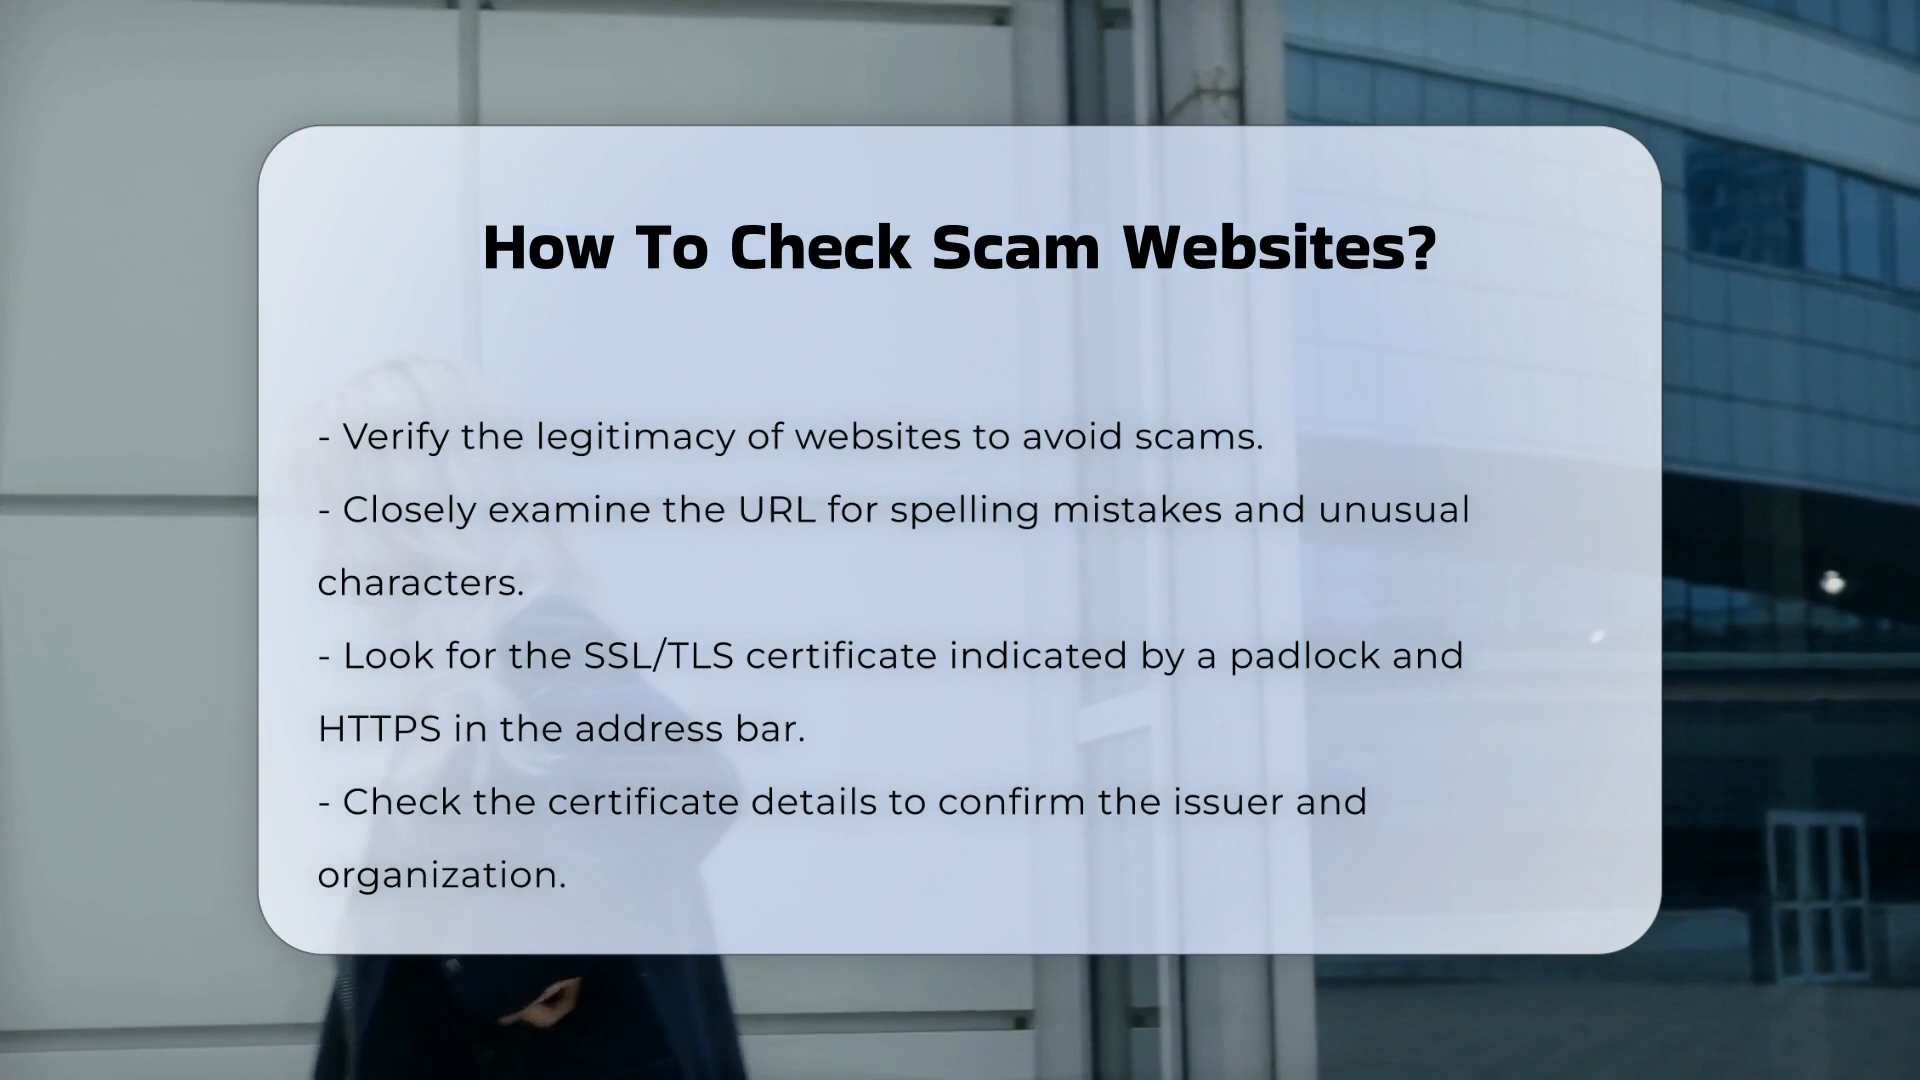 How To Check Scam Websites?
- Verify the legitimacy of websites to avoid scams.
- Closely examine the URL for spelling mistakes and unusual
characters.
- Look for the SSL/TLS certificate indicated by a padlock and
HTTPS in the address bar.
- Check the certificate details to confirm the issuer and
organization.